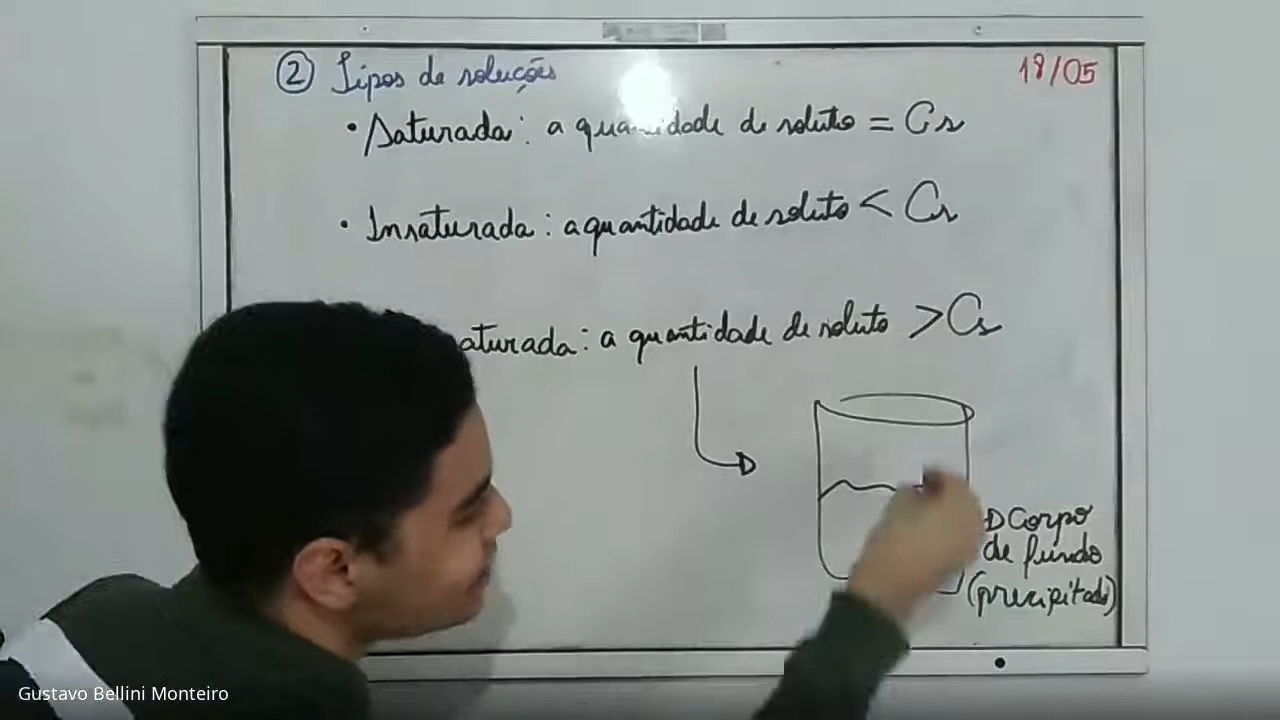 ② Tipos de soluções
18/05
• Saturada: a quantidade de soluto = Cs
• Insaturada: a quantidade de soluto < Cs
aturada: a quantidade de soluto > Cs
Corpo
de fundo
(precipitado)
Gustavo Bellini Monteiro